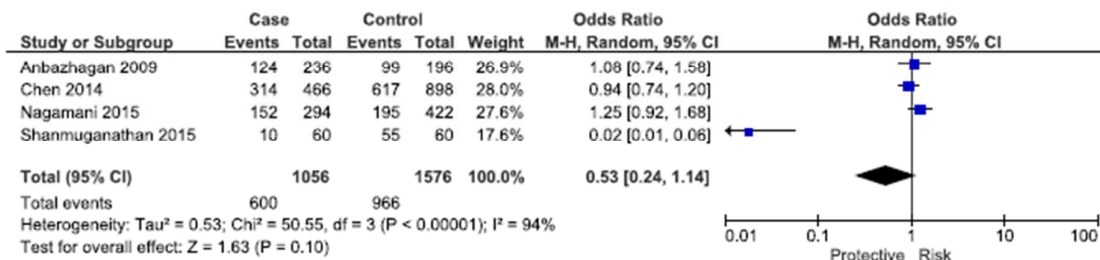 Case Control Odds Ratio Odds Ratio
Study or Subgroup Events Total Events Total Weight M-H, Random, 95% CI M-H, Random, 95% CI
Anbazhagan 2009 124 236 99 196 26.9% 1.08 [0.74, 1.58]
Chen 2014 314 466 617 898 28.0% 0.94 [0.74, 1.20]
Nagamani 2015 152 294 195 422 27.6% 1.25 [0.92, 1.68]
Shanmuganathan 2015 10 60 55 60 17.6% 0.02 [0.01, 0.06]
Total (95% CI) 1056 1576 100.0% 0.53 [0.24, 1.14]
Total events 600 966
Heterogeneity: Tau² = 0.53; Chi² = 50.55, df = 3 (P < 0.00001); I² = 94%
Test for overall effect: Z = 1.63 (P = 0.10)
0.01 0.1 1 10 100
Protective Risk